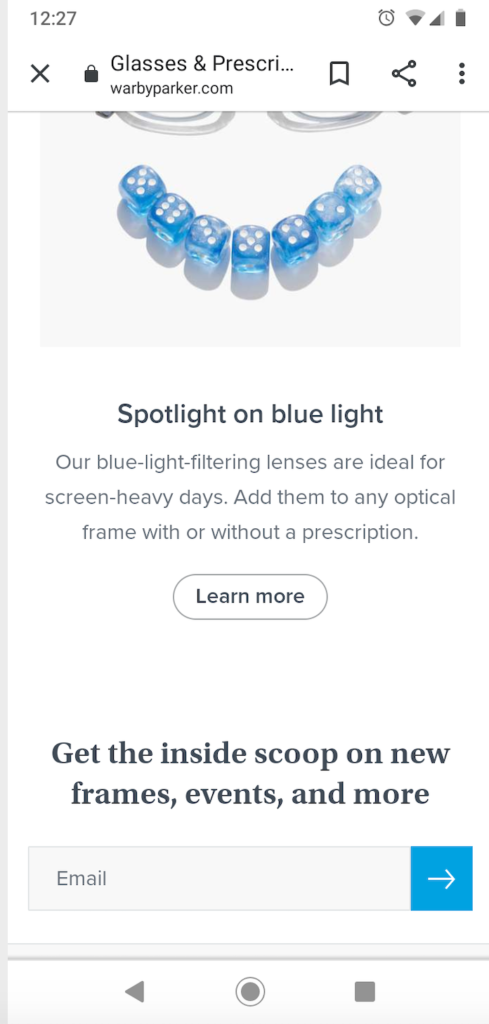 12:27
Glasses & Prescri...
warbyparker.com
Spotlight on blue light
Our blue-light-filtering lenses are ideal for
screen-heavy days. Add them to any optical
frame with or without a prescription.
Learn more
Get the inside scoop on new
frames, events, and more
Email